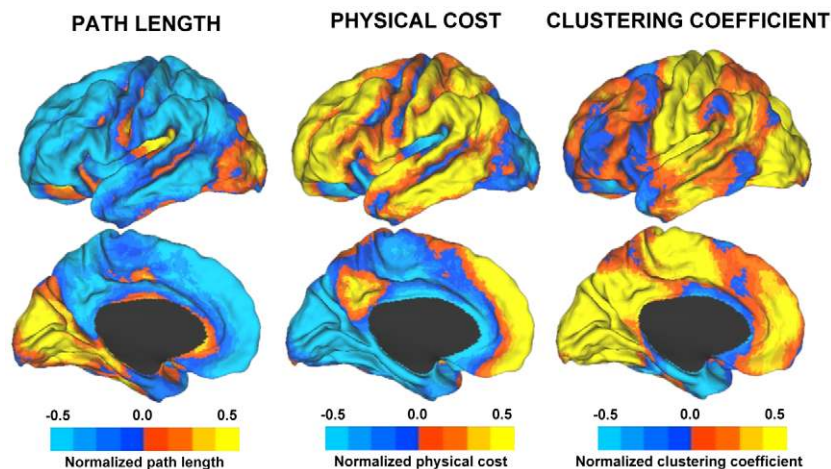 PATH LENGTH PHYSICAL COST CLUSTERING COEFFICIENT
-0.5 0.0 0.5 -0.5 0.0 0.5 -0.5 0.0 0.5
Normalized path length Normalized physical cost Normalized clustering coefficient